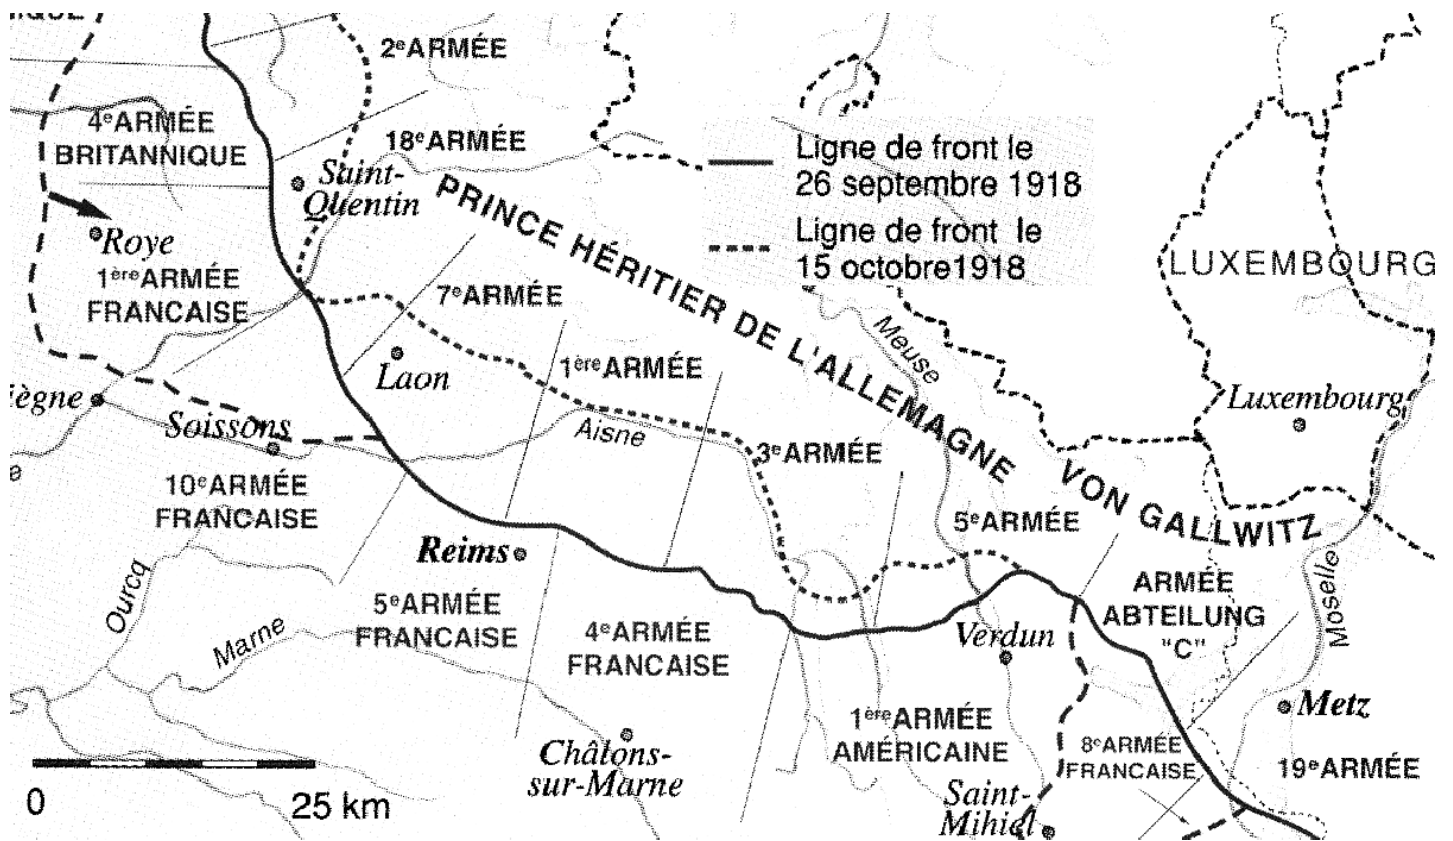 IQUE
2e ARMÉE
4e ARMÉE
BRITANNIQUE
18e ARMÉE
Ligne de front le
26 septembre 1918
Ligne de front le
15 octobre1918
Saint-
Quentin
PRINCE HÉRITIER DE L'ALLEMAGNE
Roye
LUXEMBOURG
1ère ARMÉE
FRANCAISE
7e ARMÉE
Meuse
Laon
1ère ARMÉE
iègne
Luxembourg
Soissons
Aisne
3e ARMÉE
e
VON GALLWITZ
10e ARMÉE
FRANCAISE
5e ARMÉE
Reims
Ourcq
Moselle
ARMÉE
ABTEILUNG
"C"
5e ARMÉE
FRANCAISE
Marne
4e ARMÉE
FRANCAISE
Verdun
Metz
1ère ARMÉE
AMÉRICAINE
8e ARMÉE
FRANCAISE
19e ARMÉE
Châlons-
sur-Marne
Saint-
Mihiel
0
25 km